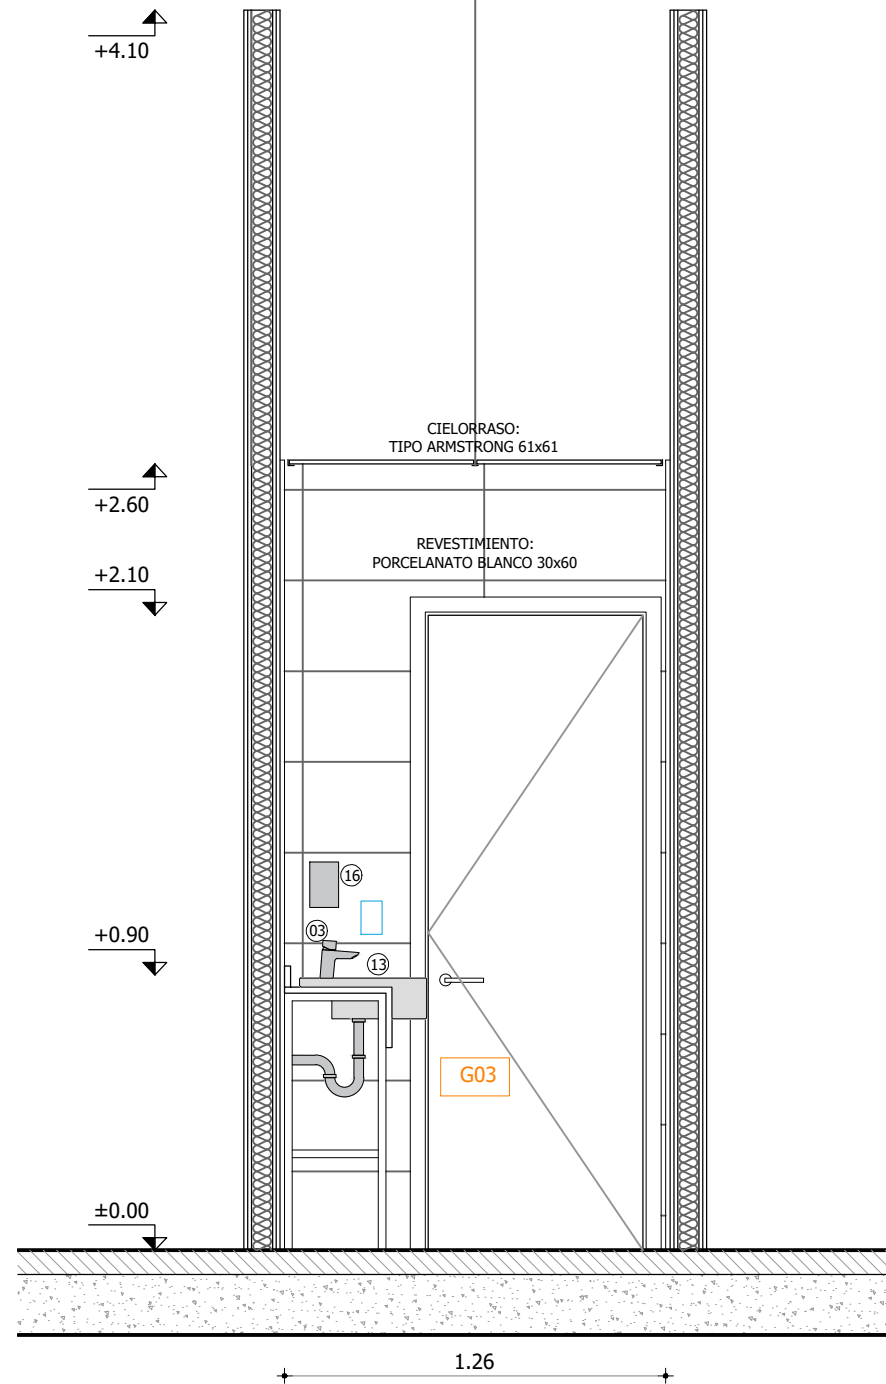 +4.10
CIELORRASO:
TIPO ARMSTRONG 61x61
+2.60
REVESTIMIENTO:
PORCELANATO BLANCO 30x60
+2.10
16
03
+0.90
13
G03
±0.00
1.26